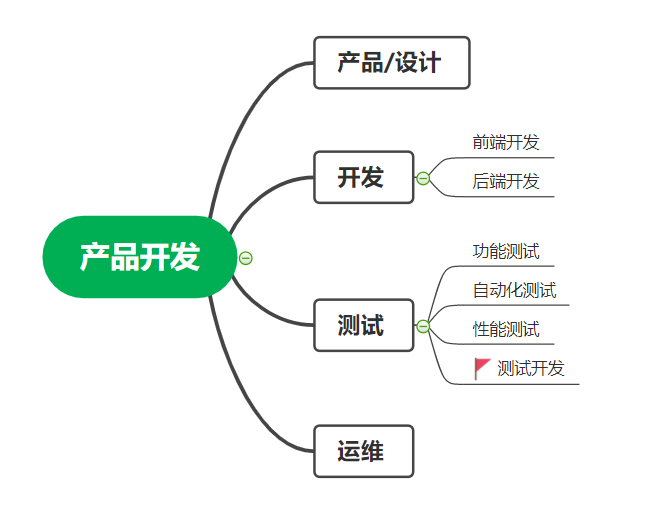 产品开发
产品/设计
开发
前端开发
后端开发
测试
功能测试
自动化测试
性能测试
测试开发
运维